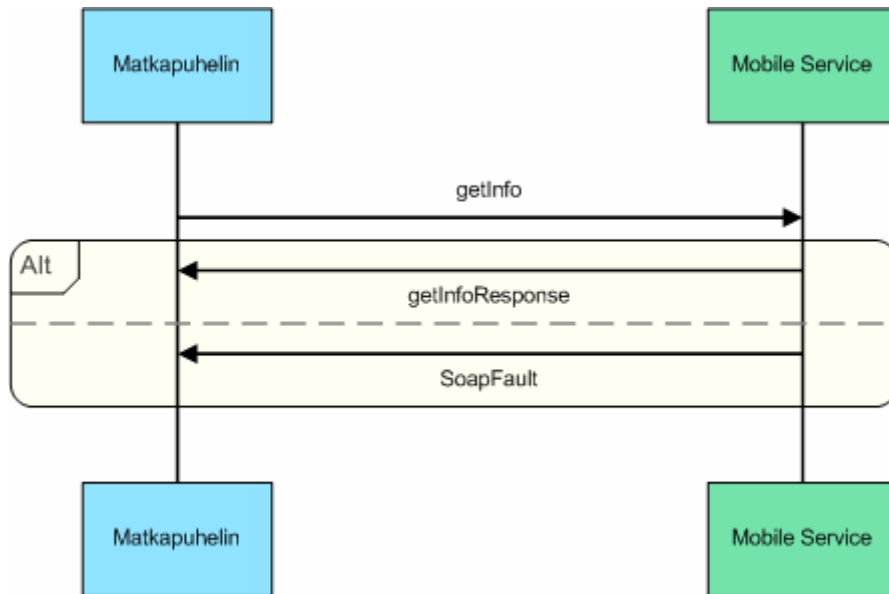 Matkapuhelin
Mobile Service
getInfo
Alt
getInfoResponse
SoapFault
Matkapuhelin
Mobile Service